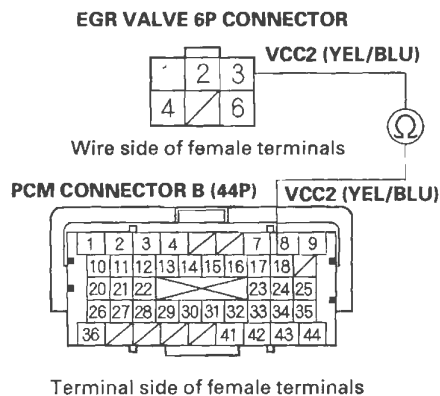 EGR VALVE 6P CONNECTOR
VCC2 (YEL/BLU)
1 2 3
4 6
Ω
Wire side of female terminals
PCM CONNECTOR B (44P)
VCC2 (YEL/BLU)
1 2 3 4 7 8 9
10 11 12 13 14 15 16 17 18
20 21 22 23 24 25
26 27 28 29 30 31 32 33 34 35
36 41 42 43 44
Terminal side of female terminals